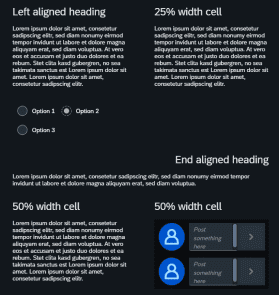 Left aligned heading
Lorem ipsum dolor sit amet, consetetur
sadipscing elitr, sed diam nonumy eirmod
tempor invidunt ut labore et dolore magna
aliquyam erat, sed diam voluptua. At vero
eos et accusam et justo duo dolores et ea
rebum. Stet clita kasd gubergren, no sea
takimata sanctus est Lorem ipsum dolor sit
amet. Lorem ipsum dolor sit amet, consetetur
sadipscing elitr.
Option 1
Option 2
Option 3
25% width cell
Lorem ipsum dolor sit amet, consetetur
sadipscing elitr, sed diam nonumy eirmod
tempor invidunt ut labore et dolore magna
aliquyam erat, sed diam voluptua. At vero
eos et accusam et justo duo dolores et ea
rebum. Stet clita kasd gubergren, no sea
takimata sanctus est Lorem ipsum dolor sit
amet. Lorem ipsum dolor sit amet, consetetur
sadipscing elitr.
End aligned heading
Lorem ipsum dolor sit amet, consetetur sadipscing elitr, sed diam nonumy eirmod tempor
invidunt ut labore et dolore magna aliquyam erat, sed diam voluptua.
50% width cell
Lorem ipsum dolor sit amet, consetetur
sadipscing elitr, sed diam nonumy eirmod
tempor invidunt ut labore et dolore magna
aliquyam erat, sed diam voluptua. At vero
eos et accusam et justo duo dolores et ea
rebum. Stet clita kasd gubergren, no sea
takimata sanctus est Lorem ipsum dolor sit
amet.
50% width cell
Post
something
here
Post
something
here